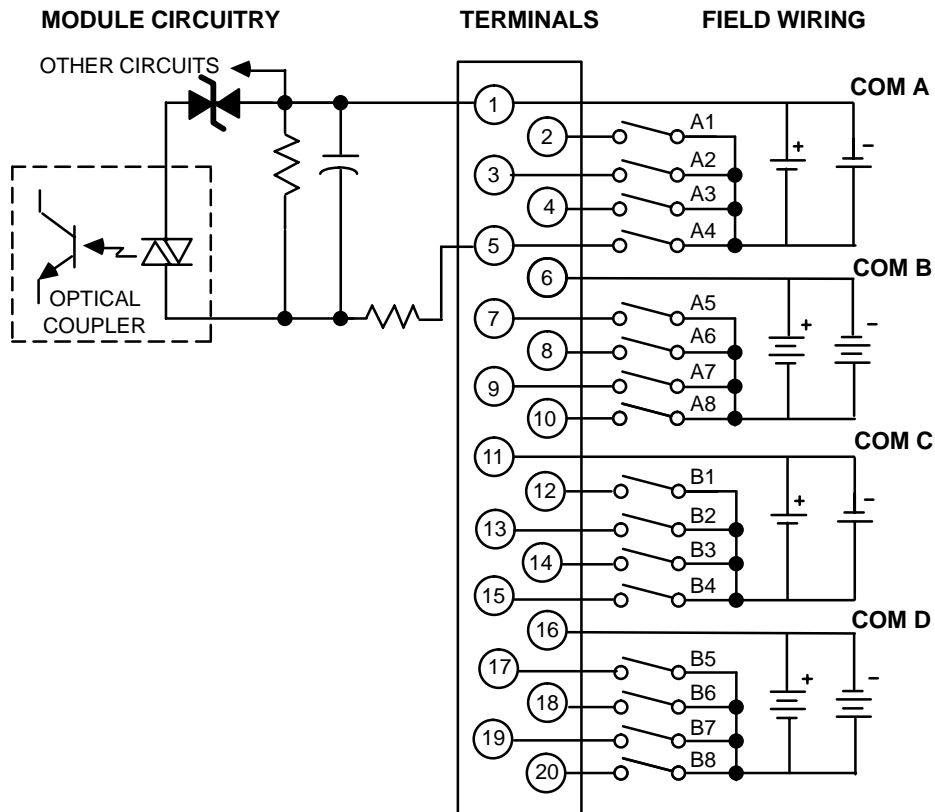 MODULE CIRCUITRY
TERMINALS
FIELD WIRING
OTHER CIRCUITS
OPTICAL
COUPLER
1
2
3
4
5
6
7
8
9
10
11
12
13
14
15
16
17
18
19
20
COM A
A1
A2
A3
A4
+
–
COM B
A5
A6
A7
A8
+
–
COM C
B1
B2
B3
B4
+
–
COM D
B5
B6
B7
B8
+
–